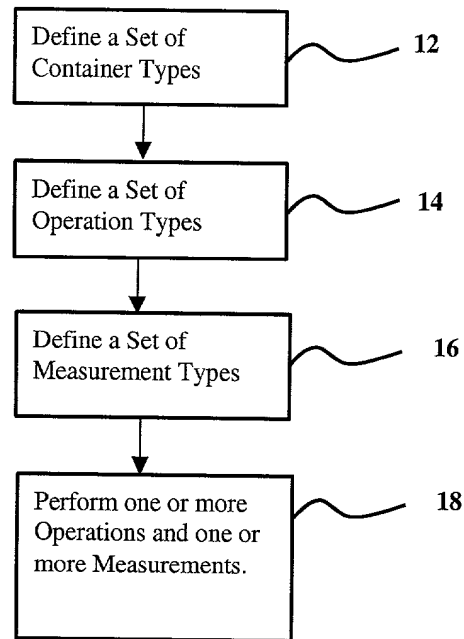 Define a Set of
Container Types
12
Define a Set of
Operation Types
14
Define a Set of
Measurement Types
16
Perform one or more
Operations and one or
more Measurements.
18